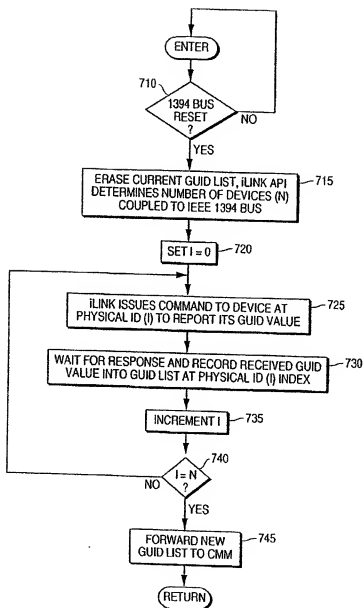 ENTER
710
1394 BUS
RESET
?
NO
YES
ERASE CURRENT GUID LIST, iLINK API
DETERMINES NUMBER OF DEVICES (N)
COUPLED TO IEEE 1394 BUS
715
SET I = 0
720
iLINK ISSUES COMMAND TO DEVICE AT
PHYSICAL ID (I) TO REPORT ITS GUID VALUE
725
WAIT FOR RESPONSE AND RECORD RECEIVED GUID
VALUE INTO GUID LIST AT PHYSICAL ID (I) INDEX
730
INCREMENT I
735
740
I = N
?
NO
YES
FORWARD NEW
GUID LIST TO CMM
745
RETURN